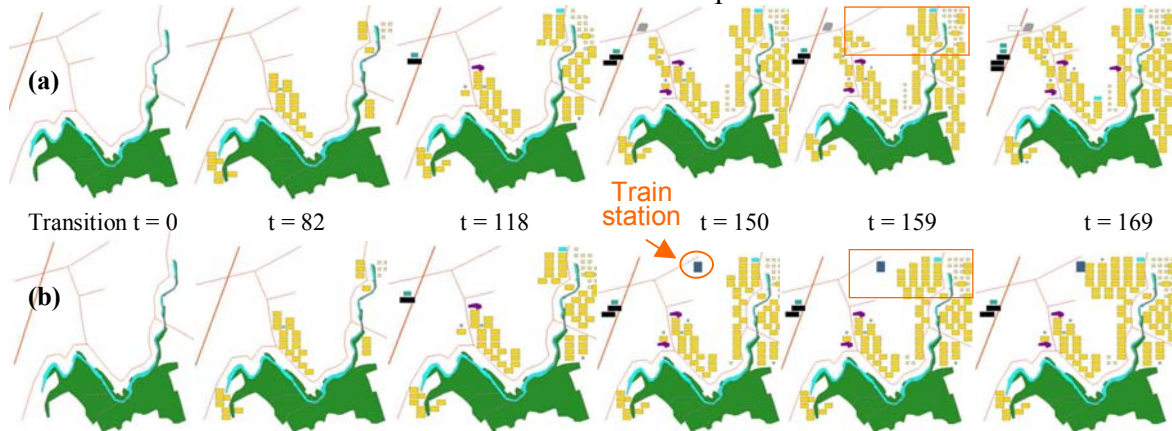 (a)
Train
station
Transition t = 0 t = 82 t = 118 t = 150 t = 159 t = 169
(b)